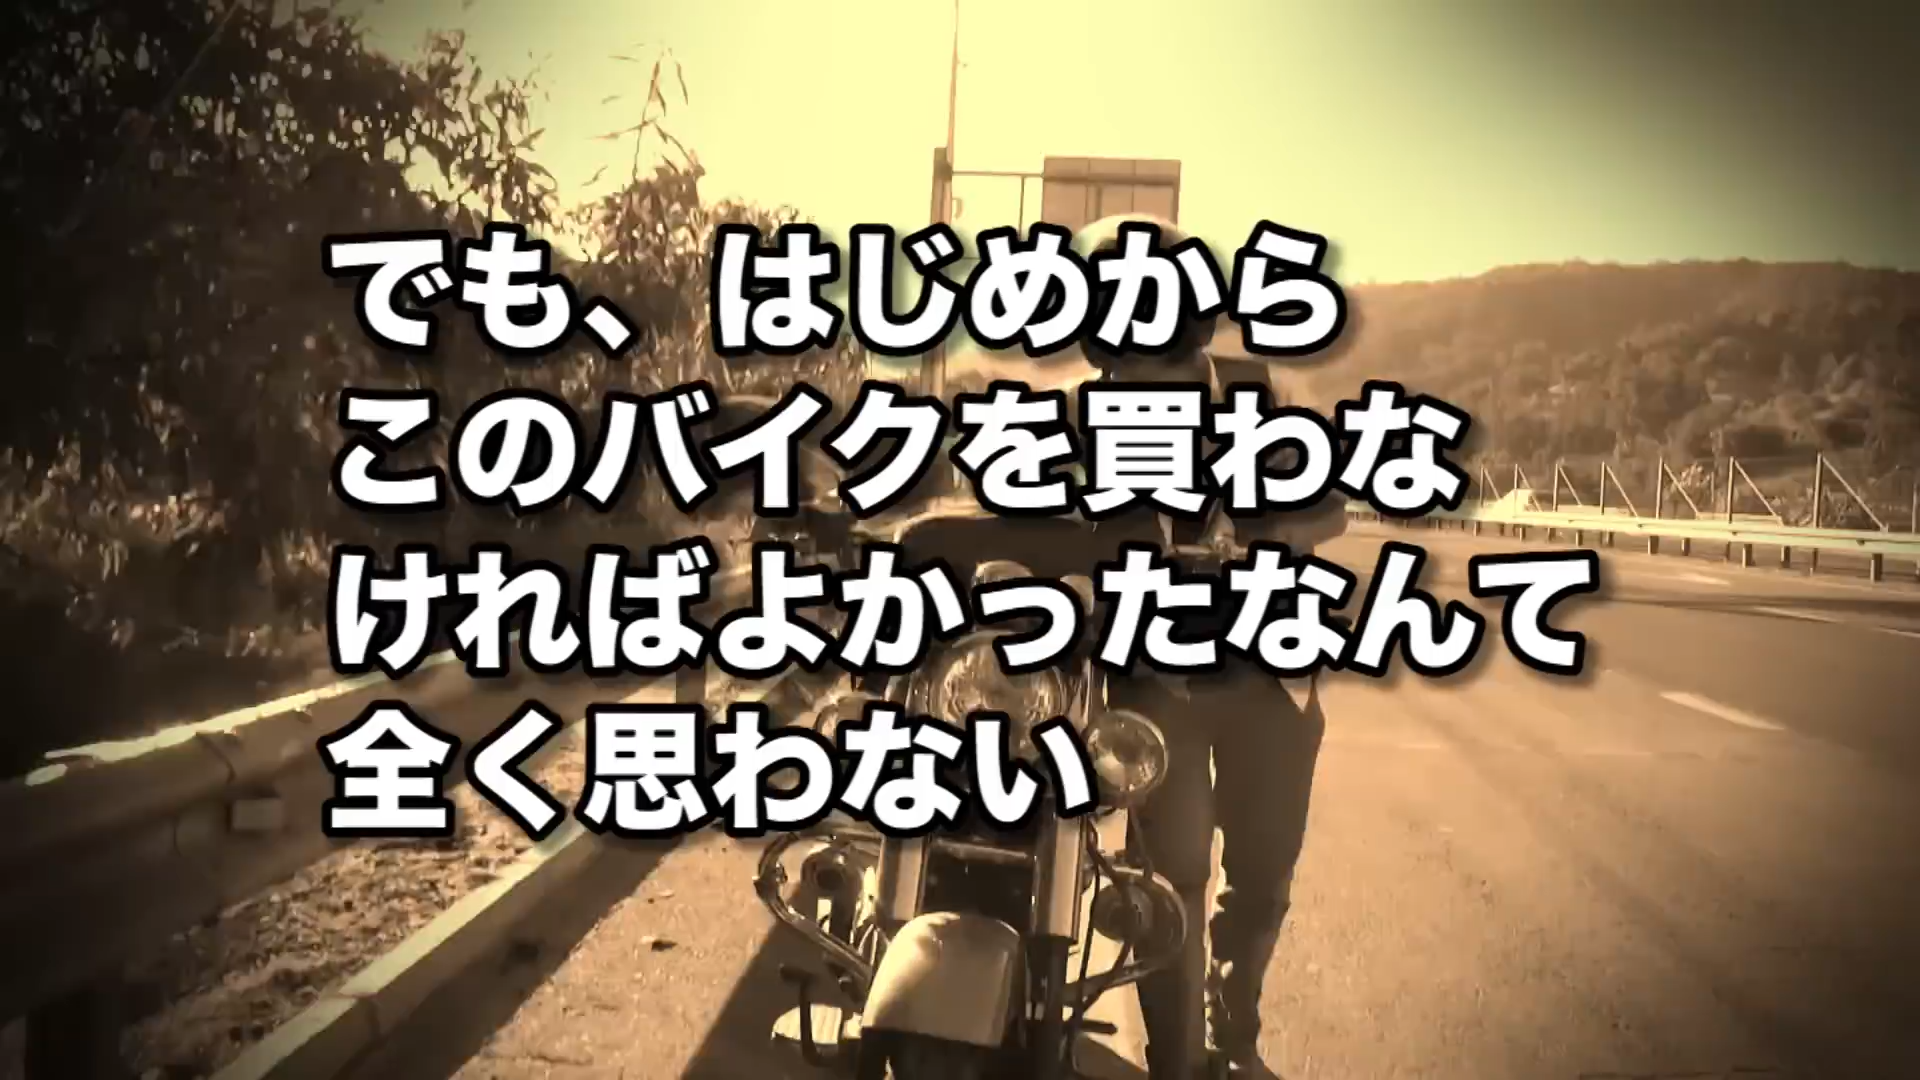 でも、はじめから
このバイクを買わな
ければよかったなんて
全く思わない